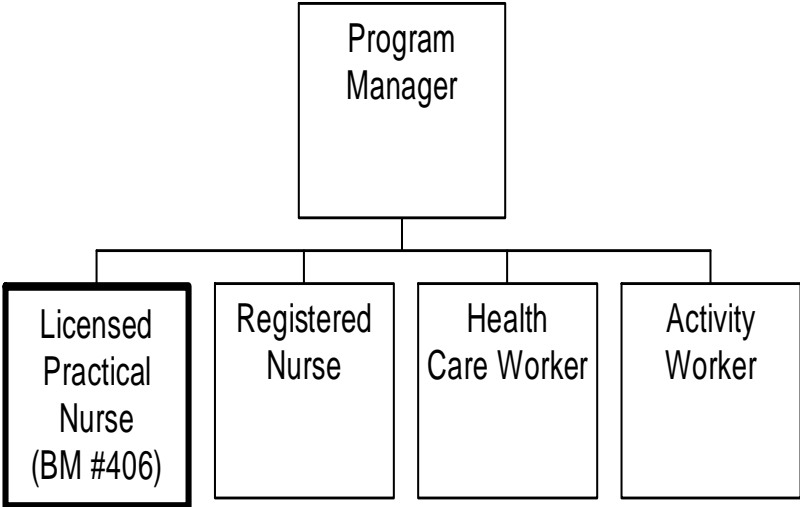 Program
Manager
Licensed
Practical
Nurse
(BM #406)
Registered
Nurse
Health
Care Worker
Activity
Worker